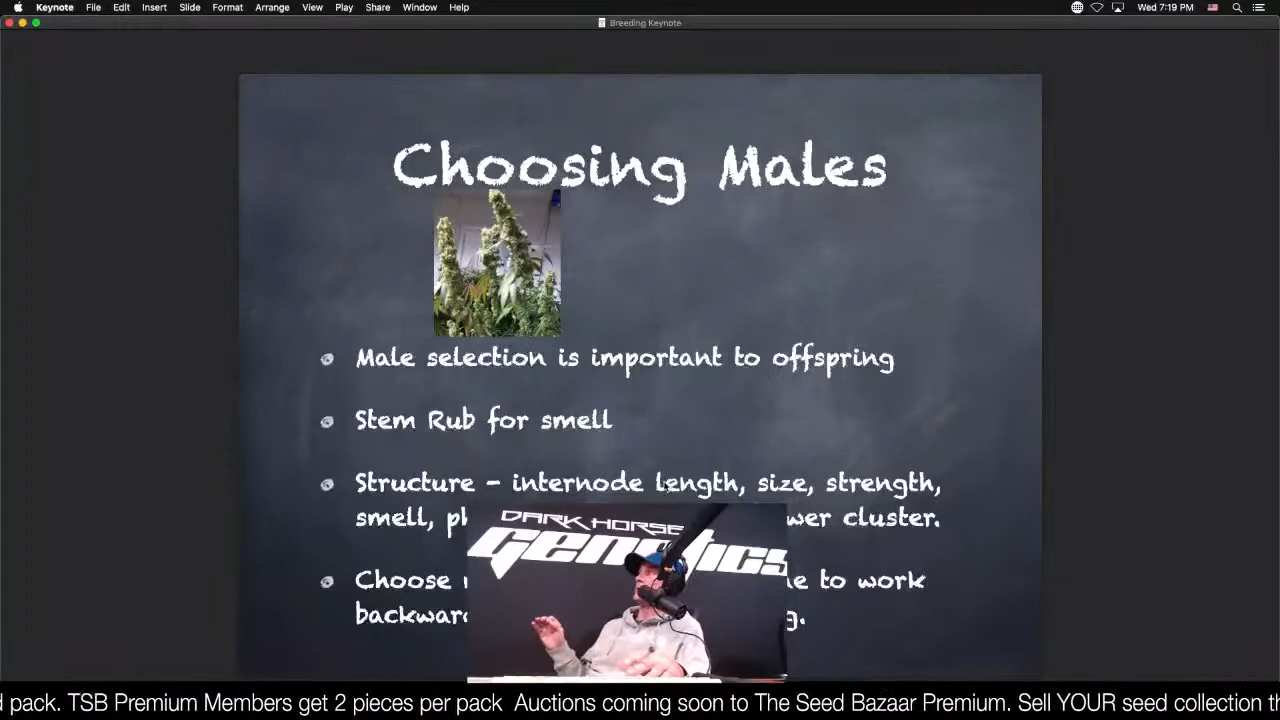 Keynote File Edit Insert Slide Format Arrange View Play Share Window Help Wed 7:19 PM
Breeding Keynote
Choosing Males
Male selection is important to offspring
Stem Rub for smell
Structure - internode length, size, strength,
smell, cluster.
DARK HORSE
genetics
Choose to work
pack. TSB Premium Members get 2 pieces per pack Auctions coming soon to The Seed Bazaar Premium. Sell YOUR seed collection